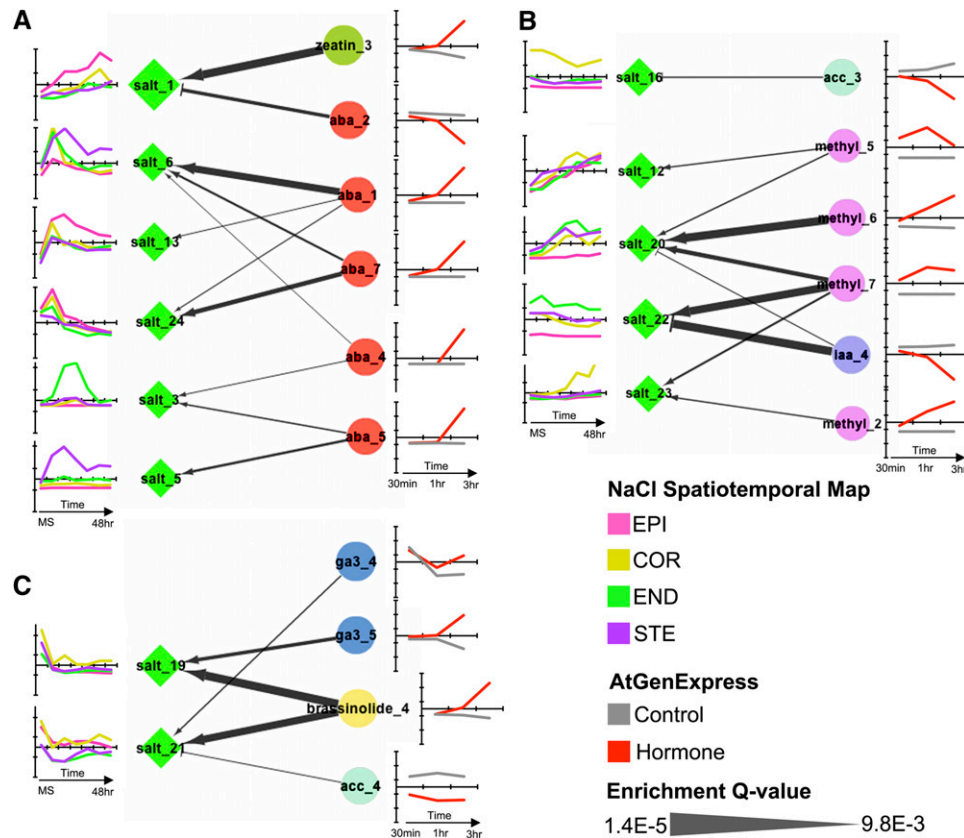 A
zeatin_3
salt_1
aba_2
salt_6
aba_1
salt_13
aba_7
salt_24
aba_4
salt_3
aba_5
salt_5
Time
MS 48hr
Time
30min 1hr 3hr
B
salt_16
acc_3
methyl_5
salt_12
methyl_6
salt_20
methyl_7
salt_22
iaa_4
salt_23
methyl_2
Time
MS 48hr
Time
30min 1hr 3hr
C
ga3_4
ga3_5
salt_19
brassinolide_4
salt_21
acc_4
Time
MS 48hr
Time
30min 1hr 3hr
NaCl Spatiotemporal Map
EPI
COR
END
STE
AtGenExpress
Control
Hormone
Enrichment Q-value
1.4E-5 9.8E-3